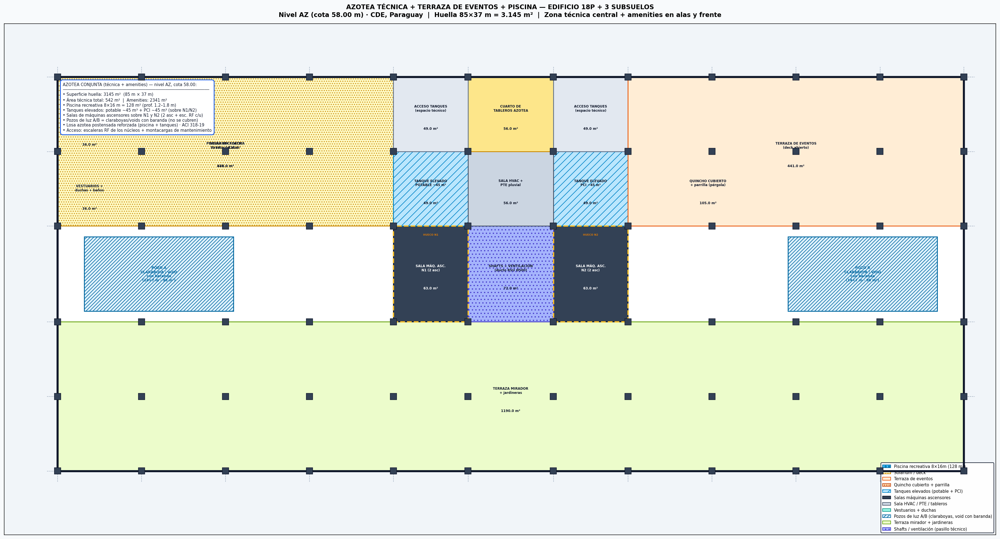 AZOTEA TÉCNICA + TERRAZA DE EVENTOS + PISCINA — EDIFICIO 18P + 3 SUBSUELOS
Nivel AZ (cota 58.00 m) · CDE, Paraguay | Huella 85×37 m = 3.145 m² | Zona técnica central + amenities en alas y frente
AZOTEA CONJUNTA (técnica + amenities) — nivel AZ, cota 58.00:
• Superficie huella: 3145 m² (85 m × 37 m)
• Área técnica total: 542 m² | Amenities: 2341 m²
• Piscina recreativa 8×16 m = 128 m² (prof. 1.2–1.8 m)
• Tanques elevados: potable ~45 m³ + PCI ~45 m³ (sobre N1/N2)
• Salas de máquinas ascensores sobre N1 y N2 (2 asc + esc. RF c/u)
• Pozos de luz A/B = claraboyas/voids con baranda (no se cubren)
• Losa azotea postensada reforzada (piscina + tanques) · ACI 318-19
• Acceso: escaleras RF de los núcleos + montacargas de mantenimiento
36.0 m²
VESTUARIOS +
duchas + baños
36.0 m²
ACCESO TANQUES
(espacio técnico)
49.0 m²
CUARTO DE
TABLEROS AZOTEA
56.0 m²
ACCESO TANQUES
(espacio técnico)
49.0 m²
TERRAZA DE EVENTOS
(deck abierto)
441.0 m²
TANQUE ELEVADO
POTABLE ~45 m³
49.0 m²
SALA HVAC +
PTE pluvial
56.0 m²
TANQUE ELEVADO
PCI ~45 m³
49.0 m²
QUINCHO CUBIERTO
+ parrilla (pérgola)
105.0 m²
POZO A
CLARABOYA / VOID
con baranda
(14×7 m · 98 m²)
HUECO N1
SALA MÁQ. ASC.
N1 (2 asc)
63.0 m²
SHAFTS + VENTILACIÓN
(ducto RSU Ø500)
72.0 m²
HUECO N2
SALA MÁQ. ASC.
N2 (2 asc)
63.0 m²
POZO B
CLARABOYA / VOID
con baranda
(14×7 m · 98 m²)
TERRAZA MIRADOR
+ jardineras
1190.0 m²
Piscina recreativa 8×16m (128 m²)
Solárium / deck
Terraza de eventos
Quincho cubierto + parrilla
Tanques elevados (potable + PCI)
Salas máquinas ascensores
Sala HVAC / PTE / tableros
Vestuarios + duchas
Pozos de luz A/B (claraboyas, void con baranda)
Terraza mirador + jardineras
Shafts / ventilación (pasillo técnico)